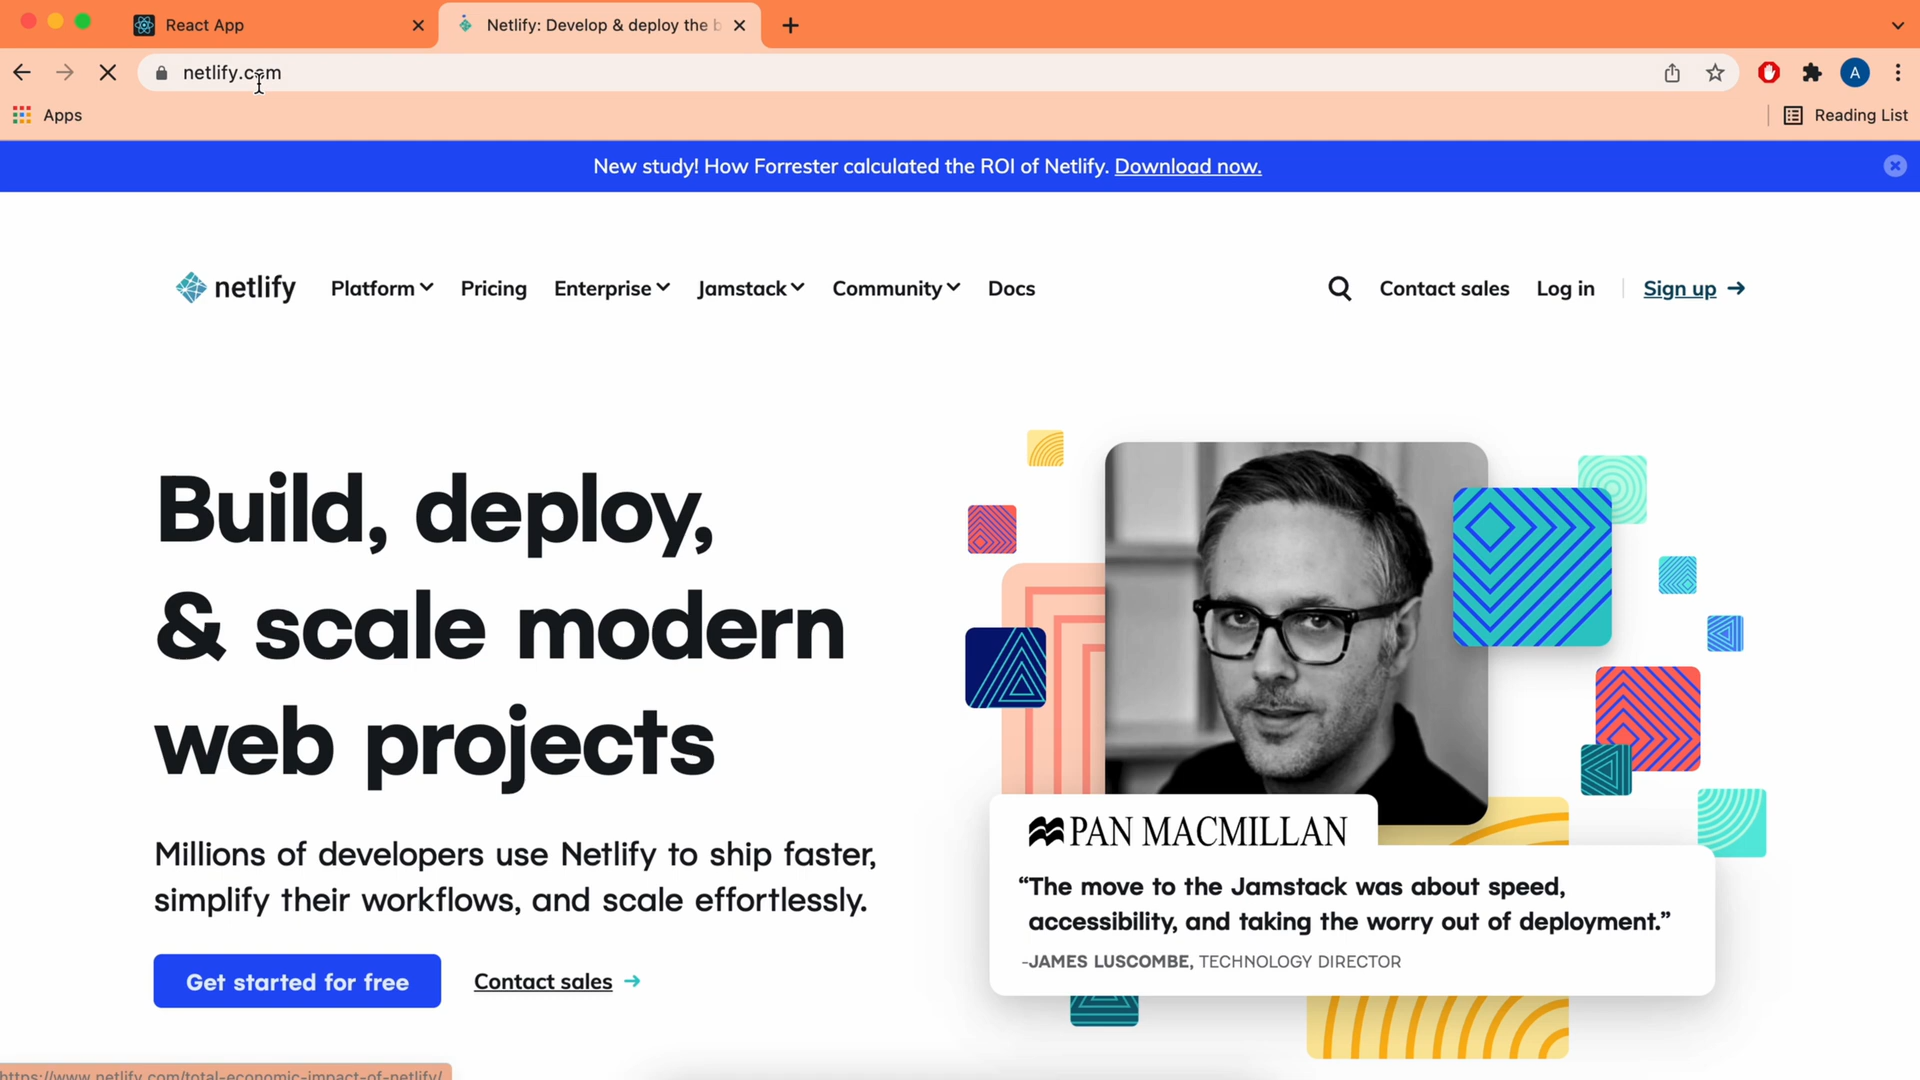 React App
Netlify: Develop & deploy the b
netlify.com
A
Apps
Reading List
New study! How Forrester calculated the ROI of Netlify. Download now.
netlify Platform Pricing Enterprise Jamstack Community Docs Contact sales Log in Sign up →
Build, deploy,
& scale modern
web projects
Millions of developers use Netlify to ship faster,
simplify their workflows, and scale effortlessly.
Get started for free
Contact sales →
PAN MACMILLAN
“The move to the Jamstack was about speed,
accessibility, and taking the worry out of deployment.”
-JAMES LUSCOMBE, TECHNOLOGY DIRECTOR
https://www.netlify.com/total-economic-impact-of-netlify/